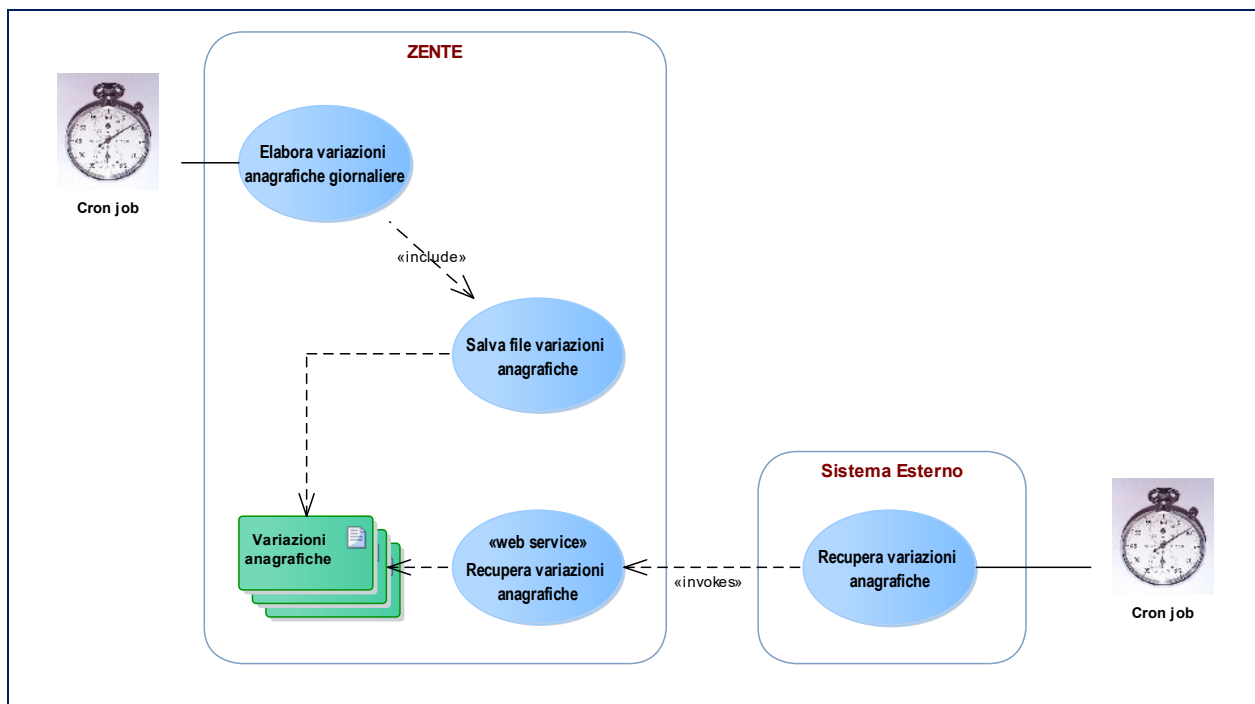 ZENTE
Elabora variazioni
anagrafiche giornaliere
Cron job
«include»
Salva file variazioni
anagrafiche
Sistema Esterno
Variazioni
anagrafiche
«web service»
Recupera variazioni
anagrafiche
«invokes»
Recupera variazioni
anagrafiche
Cron job